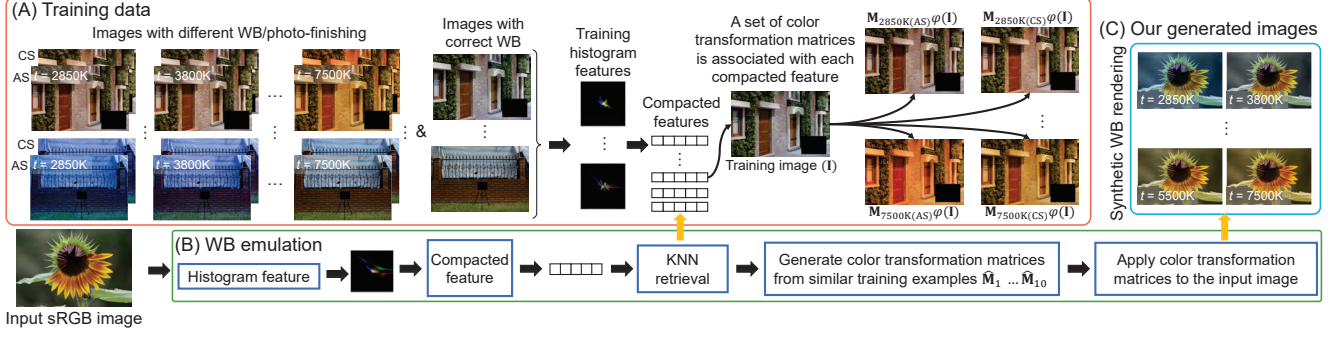 (A) Training data
Images with different WB/photo-finishing
CS
AS
t = 2850K
t = 3800K
t = 7500K
...
CS
AS
t = 2850K
t = 3800K
t = 7500K
...
&
Images with
correct WB
Training
histogram
features
Compacted
features
A set of color
transformation matrices
is associated with each
compacted feature
Training image (I)
M2850K(AS)φ(I)
M2850K(CS)φ(I)
M7500K(AS)φ(I)
M7500K(CS)φ(I)
(C) Our generated images
Synthetic WB rendering
t = 2850K
t = 3800K
t = 5500K
t = 7500K
(B) WB emulation
Input sRGB image
Histogram feature
Compacted
feature
KNN
retrieval
Generate color transformation matrices
from similar training examples M̂1 ... M̂10
Apply color transformation
matrices to the input image